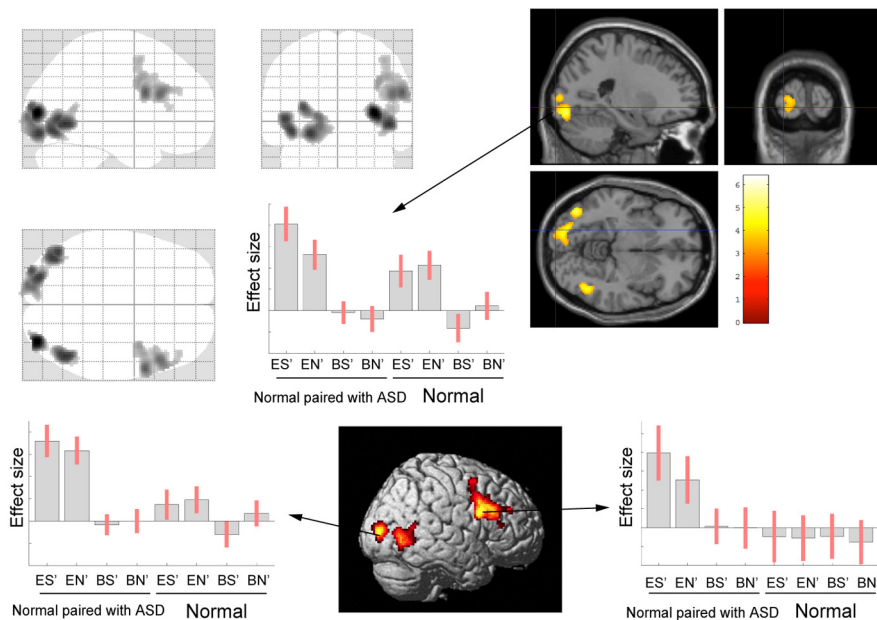 6
5
4
3
2
1
0
Effect size
ES' EN' BS' BN' ES' EN' BS' BN'
Normal paired with ASD Normal
Effect size
ES' EN' BS' BN' ES' EN' BS' BN'
Normal paired with ASD Normal
Effect size
ES' EN' BS' BN' ES' EN' BS' BN
Normal paired with ASD Normal